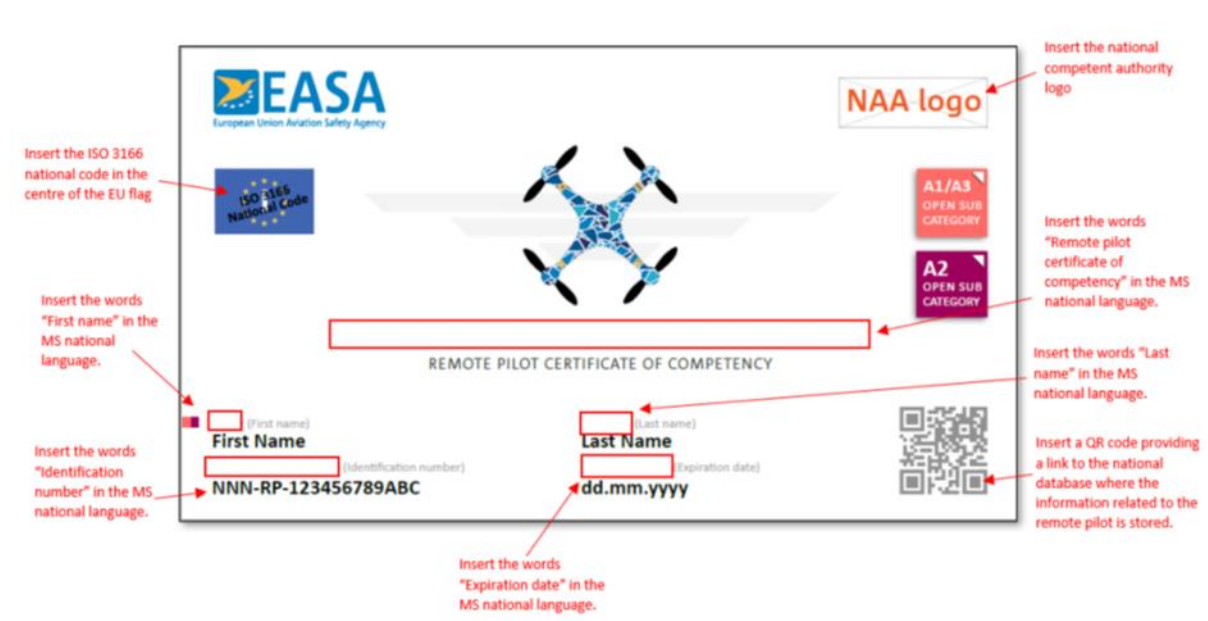 Insert the national
competent authority
logo
EASA
European Union Aviation Safety Agency
NAA logo
Insert the ISO 3166
national code in the
centre of the EU flag
ISO 3166
National Code
A1/A3
OPEN SUB
CATEGORY
A2
OPEN SUB
CATEGORY
Insert the words
“Remote pilot
certificate of
competency” in the MS
national language.
Insert the words
“First name” in the
MS national
language.
REMOTE PILOT CERTIFICATE OF COMPETENCY
Insert the words “Last
name” in the MS
national language.
(First name)
First Name
(Last name)
Last Name
Insert the words
“Identification
number” in the MS
national language.
(Identification number)
NNN-RP-123456789ABC
(Expiration date)
dd.mm.yyyy
Insert a QR code providing
a link to the national
database where the
information related to the
remote pilot is stored.
Insert the words
“Expiration date” in the
MS national language.